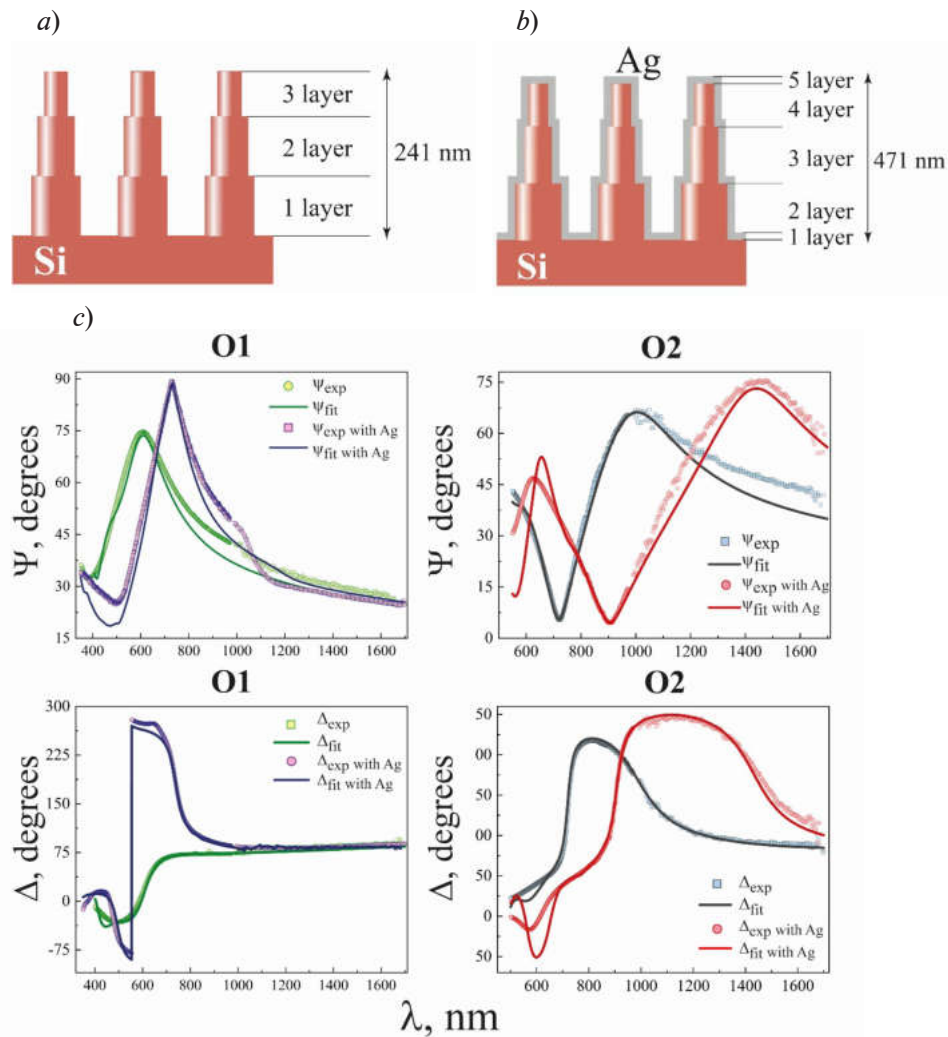 a)
3 layer
2 layer
1 layer
241 nm
Si
b)
Ag
5 layer
4 layer
3 layer
2 layer
1 layer
471 nm
Si
c)
O1
Ψ, degrees
90
75
60
45
30
15
Ψexp
Ψfit
Ψexp with Ag
Ψfit with Ag
400 600 800 1000 1200 1400 1600
O2
Ψ, degrees
75
60
45
30
15
0
Ψexp
Ψfit
Ψexp with Ag
Ψfit with Ag
600 800 1000 1200 1400 1600
O1
Δ, degrees
300
225
150
75
0
-75
Δexp
Δfit
Δexp with Ag
Δfit with Ag
400 600 800 1000 1200 1400 1600
O2
Δ, degrees
50
00
50
00
50
0
50
Δexp
Δfit
Δexp with Ag
Δfit with Ag
600 800 1000 1200 1400 1600
λ, nm